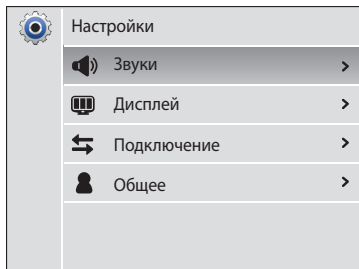 Настройки
Звуки
Дисплей
Подключение
Общее